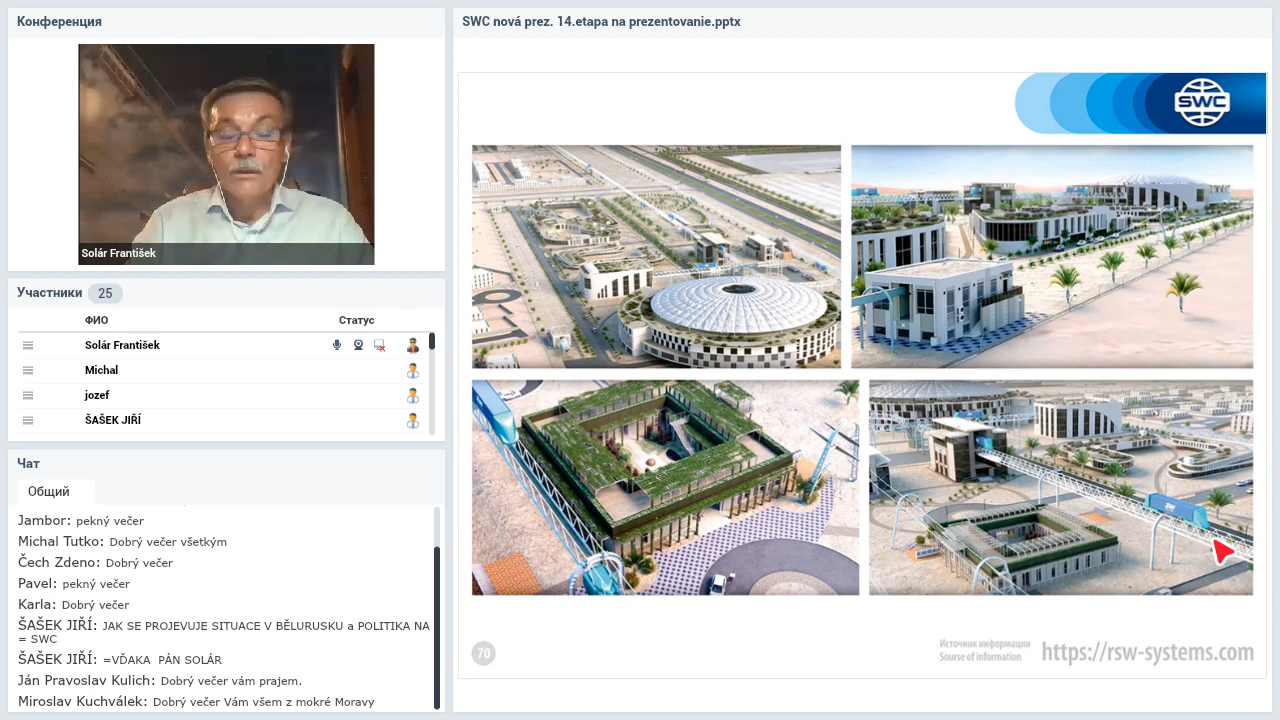 Конференция
Solár František
Участники 25
ФИО Статус
Solár František
Michal
jozef
ŠAŠEK JIŘÍ
Чат
Общий
Jambor: pekný večer
Michal Tutko: Dobrý večer všetkým
Čech Zdeno: Dobrý večer
Pavel: pekný večer
Karla: Dobrý večer
ŠAŠEK JIŘÍ: JAK SE PROJEVUJE SITUACE V BĚLURUSKU a POLITIKA NA
= SWC
ŠAŠEK JIŘÍ: =VĎAKA PÁN SOLÁR
Ján Pravoslav Kulich: Dobrý večer vám prajem.
Miroslav Kuchválek: Dobrý večer Vám všem z mokré Moravy
SWC nová prez. 14.etapa na prezentovanie.pptx
SWC
70
Источник информации
Sourse of information
https://rsw-systems.com